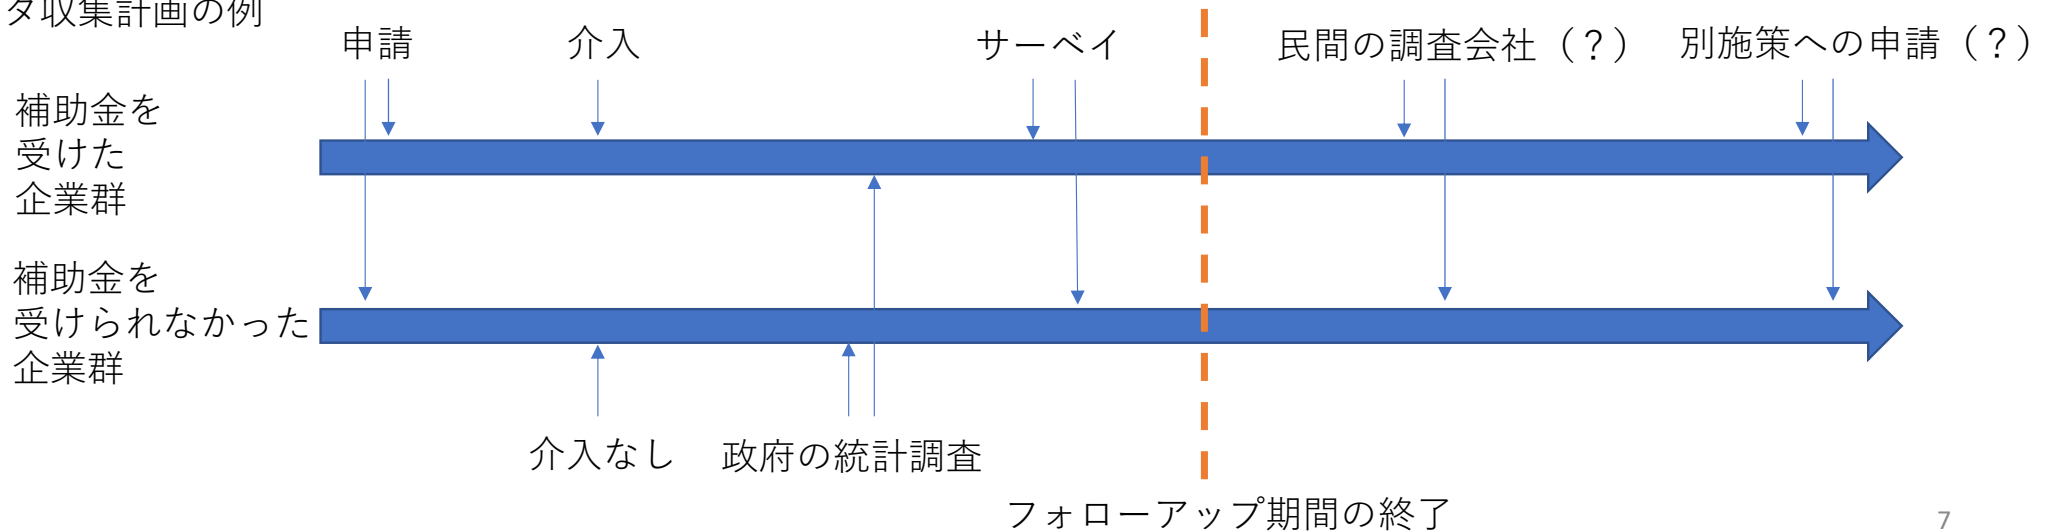 タ収集計画の例
申請
介入
サーベイ
民間の調査会社（？）
別施策への申請（？）
補助金を
受けた
企業群
補助金を
受けられなかった
企業群
介入なし
政府の統計調査
フォローアップ期間の終了
7